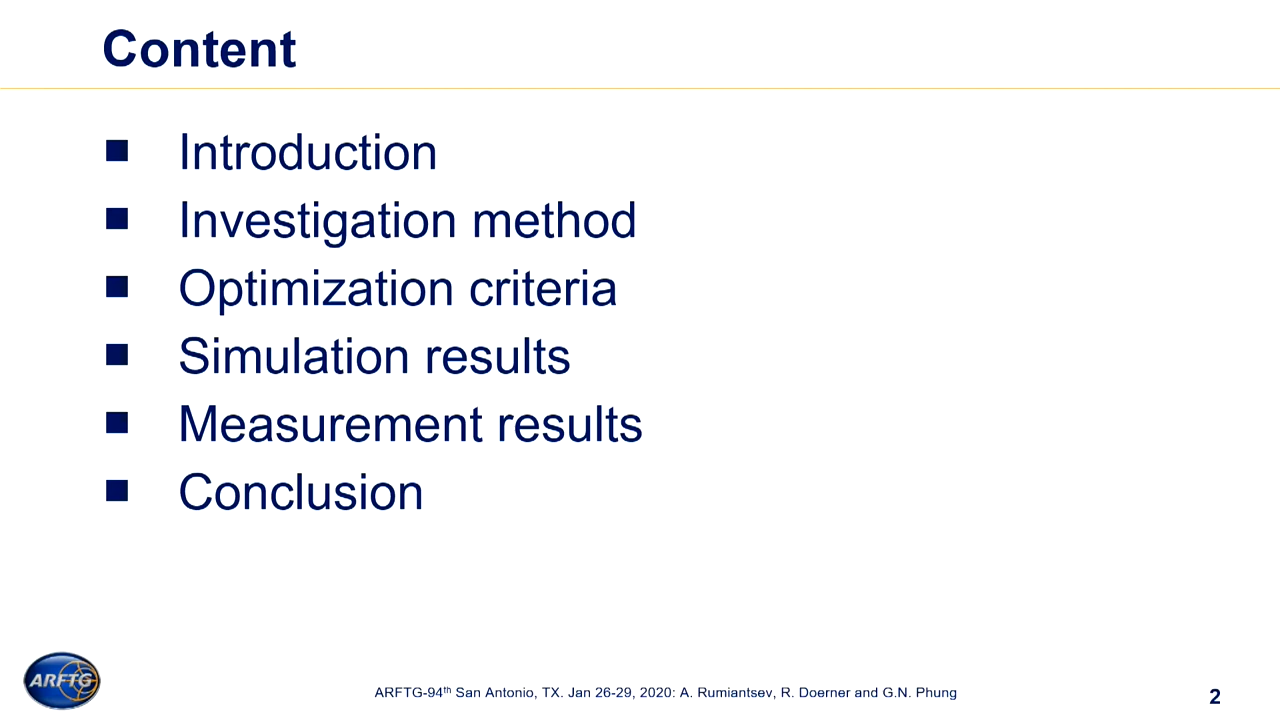 Content
Introduction
Investigation method
Optimization criteria
Simulation results
Measurement results
Conclusion
ARFTG
ARFTG-94th San Antonio, TX. Jan 26-29, 2020: A. Rumiantsev, R. Doerner and G.N. Phung
2